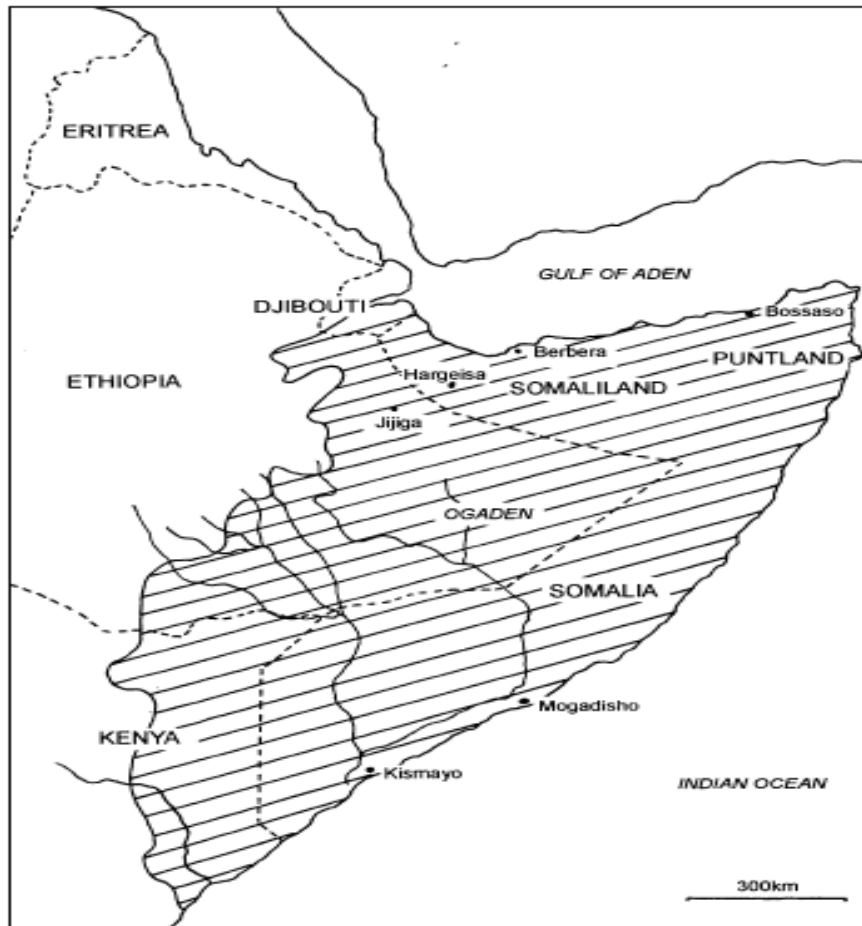 ERITREA
GULF OF ADEN
DJIBOUTI
Bossaso
Berbera
PUNTLAND
ETHIOPIA
Hargeisa
SOMALILAND
Jijiga
OGADEN
SOMALIA
Mogadisho
KENYA
Kismayo
INDIAN OCEAN
300km